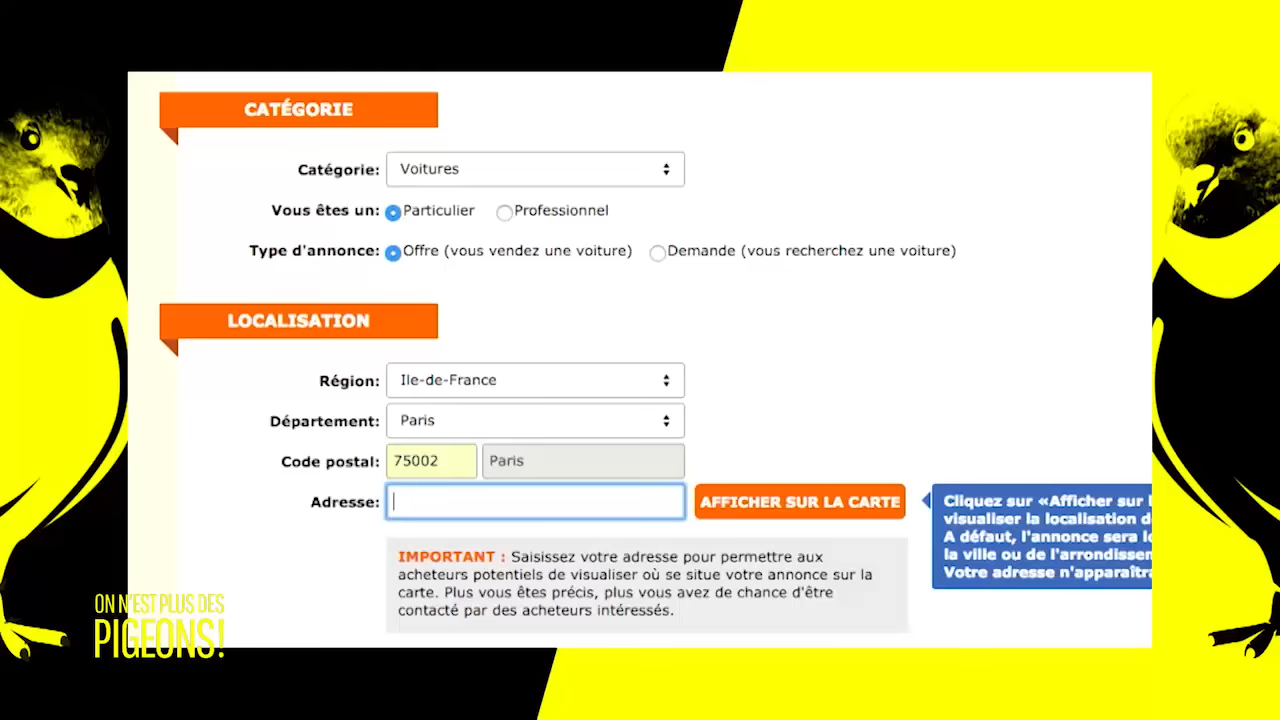 CATÉGORIE
Catégorie: Voitures
Vous êtes un: Particulier Professionnel
Type d'annonce: Offre (vous vendez une voiture) Demande (vous recherchez une voiture)
LOCALISATION
Région: Ile-de-France
Département: Paris
Code postal: 75002 Paris
Adresse: AFFICHER SUR LA CARTE
Cliquez sur «Afficher sur
visualiser la localisation
A défaut, l'annonce sera
la ville ou de l'arrondissem
Votre adresse n'apparaîtra
IMPORTANT : Saisissez votre adresse pour permettre aux
acheteurs potentiels de visualiser où se situe votre annonce sur la
carte. Plus vous êtes précis, plus vous avez de chance d'être
contacté par des acheteurs intéressés.
ON N'EST PLUS DES
PIGEONS!